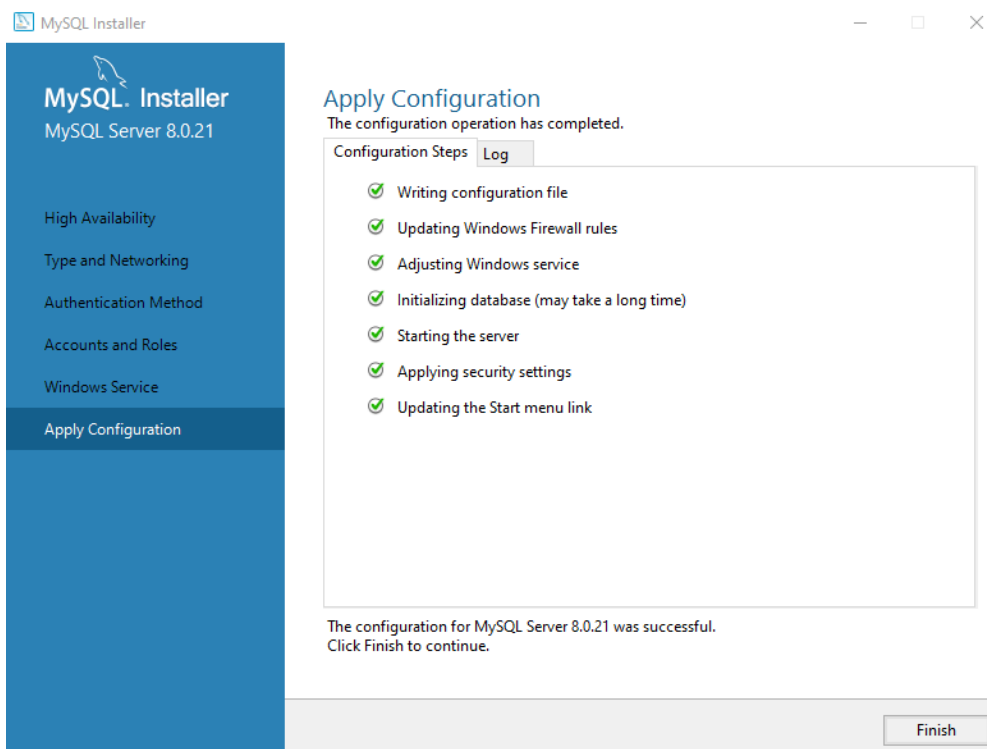 MySQL Installer
MySQL. Installer
MySQL Server 8.0.21
High Availability
Type and Networking
Authentication Method
Accounts and Roles
Windows Service
Apply Configuration
Apply Configuration
The configuration operation has completed.
Configuration Steps Log
Writing configuration file
Updating Windows Firewall rules
Adjusting Windows service
Initializing database (may take a long time)
Starting the server
Applying security settings
Updating the Start menu link
The configuration for MySQL Server 8.0.21 was successful.
Click Finish to continue.
Finish